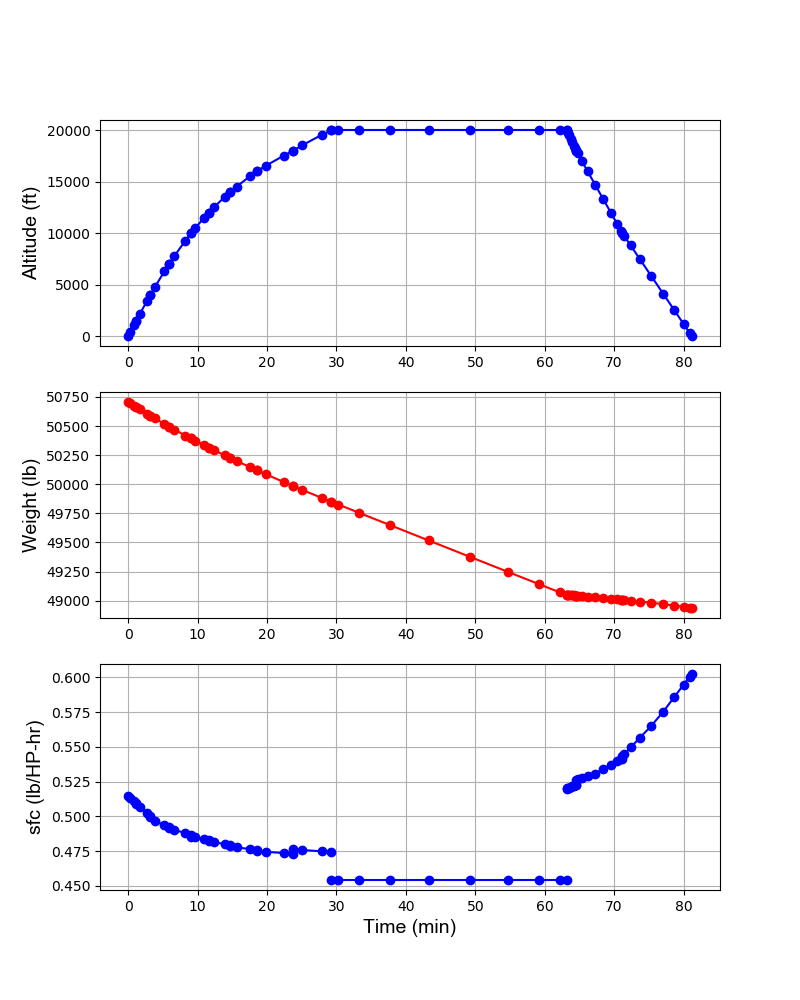 Altitude (ft)
20000
15000
10000
5000
0
0 10 20 30 40 50 60 70 80
Weight (lb)
50750
50500
50250
50000
49750
49500
49250
49000
0 10 20 30 40 50 60 70 80
sfc (lb/HP-hr)
0.600
0.575
0.550
0.525
0.500
0.475
0.450
0 10 20 30 40 50 60 70 80
Time (min)